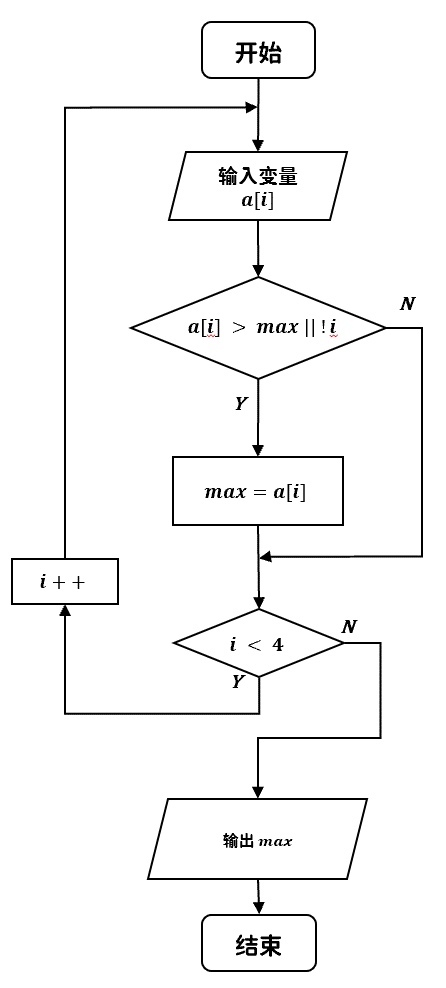 开始
输入变量
a[i]
a[i] > max || ! i
N
Y
max = a[i]
i + +
i < 4
N
Y
输出 max
结束